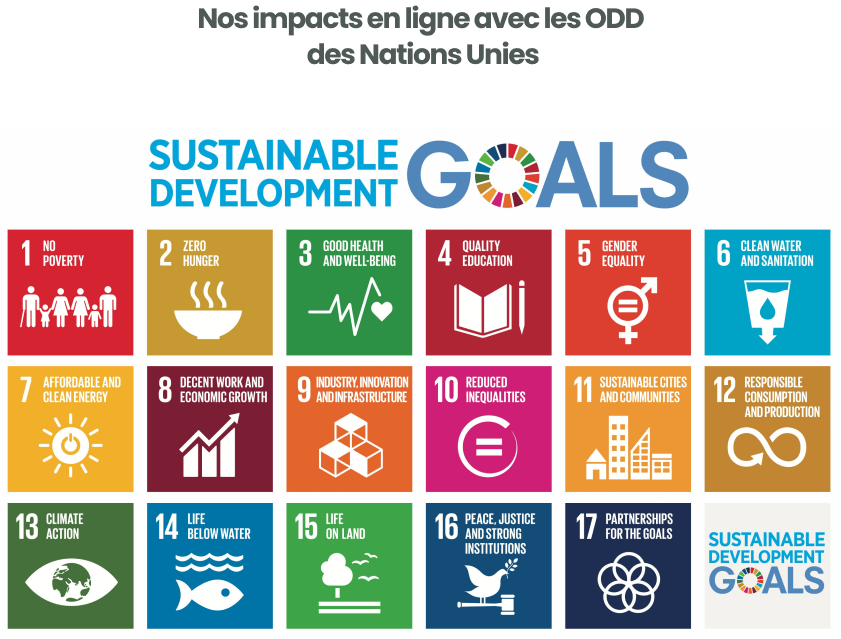 Nos impacts en ligne avec les ODD
des Nations Unies
SUSTAINABLE
DEVELOPMENT
GOALS
1 NO
POVERTY
2 ZERO
HUNGER
3 GOOD HEALTH
AND WELL-BEING
4 QUALITY
EDUCATION
5 GENDER
EQUALITY
6 CLEAN WATER
AND SANITATION
7 AFFORDABLE AND
CLEAN ENERGY
8 DECENT WORK AND
ECONOMIC GROWTH
9 INDUSTRY, INNOVATION
AND INFRASTRUCTURE
10 REDUCED
INEQUALITIES
11 SUSTAINABLE CITIES
AND COMMUNITIES
12 RESPONSIBLE
CONSUMPTION
AND PRODUCTION
13 CLIMATE
ACTION
14 LIFE
BELOW WATER
15 LIFE
ON LAND
16 PEACE, JUSTICE
AND STRONG
INSTITUTIONS
17 PARTNERSHIPS
FOR THE GOALS
SUSTAINABLE
DEVELOPMENT
GOALS